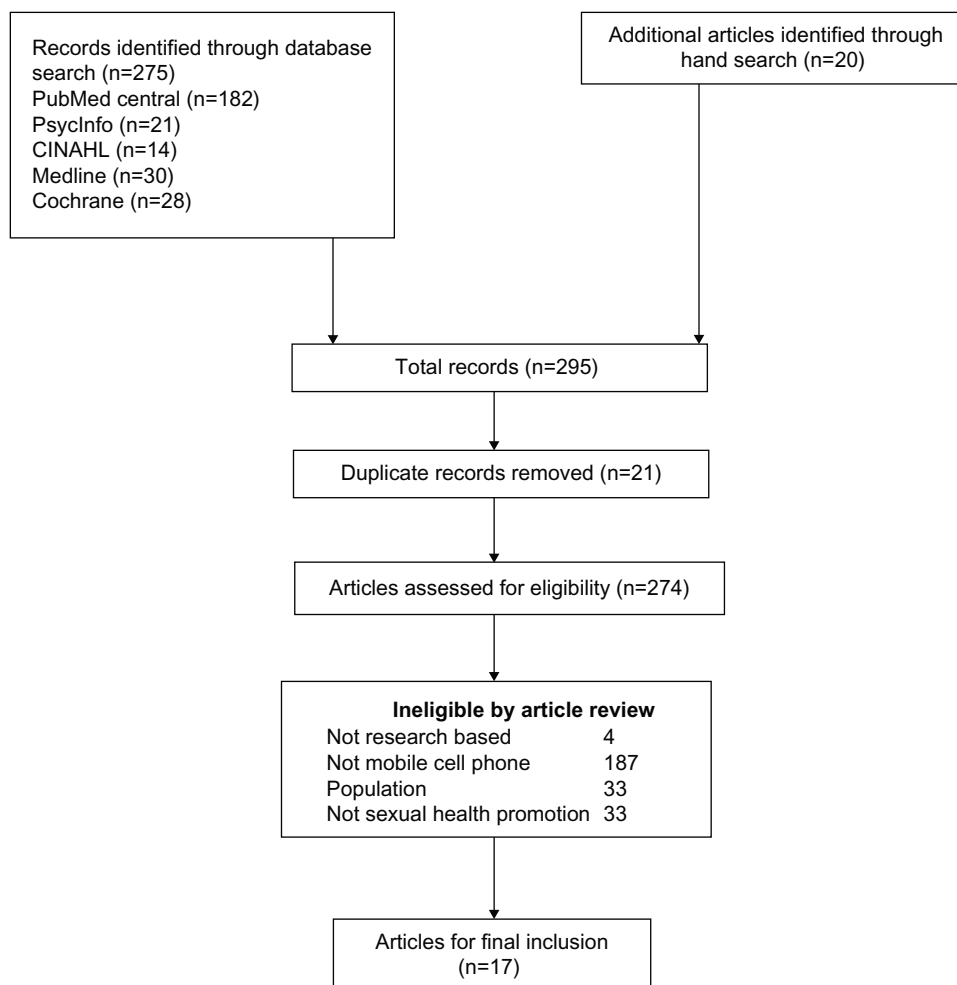 Records identified through database
search (n=275)
PubMed central (n=182)
PsycInfo (n=21)
CINAHL (n=14)
Medline (n=30)
Cochrane (n=28)
Additional articles identified through
hand search (n=20)
Total records (n=295)
Duplicate records removed (n=21)
Articles assessed for eligibility (n=274)
Ineligible by article review
Not research based 4
Not mobile cell phone 187
Population 33
Not sexual health promotion 33
Articles for final inclusion
(n=17)